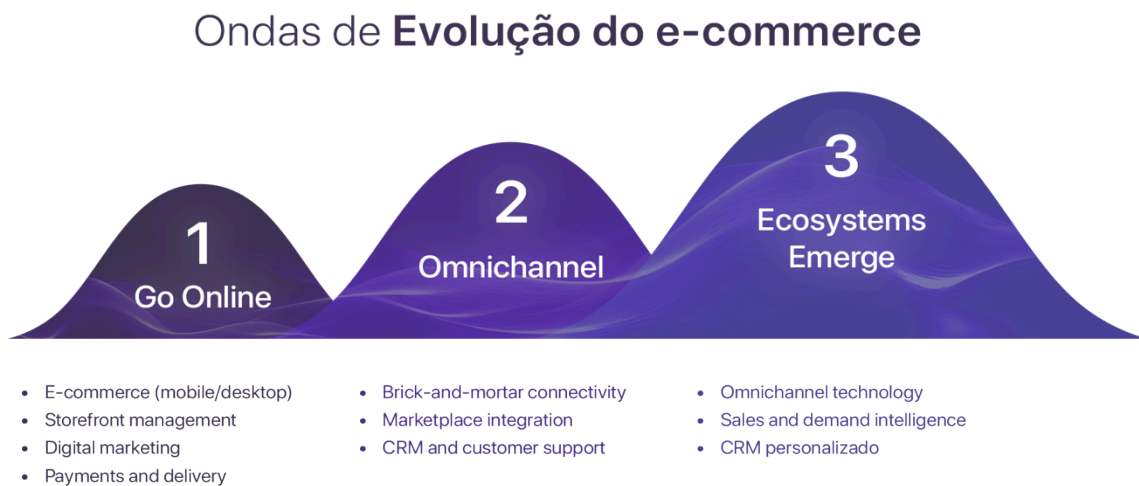 Ondas de Evolução do e-commerce
1
Go Online
2
Omnichannel
3
Ecosystems
Emerge
• E-commerce (mobile/desktop)
• Storefront management
• Digital marketing
• Payments and delivery
• Brick-and-mortar connectivity
• Marketplace integration
• CRM and customer support
• Omnichannel technology
• Sales and demand intelligence
• CRM personalizado